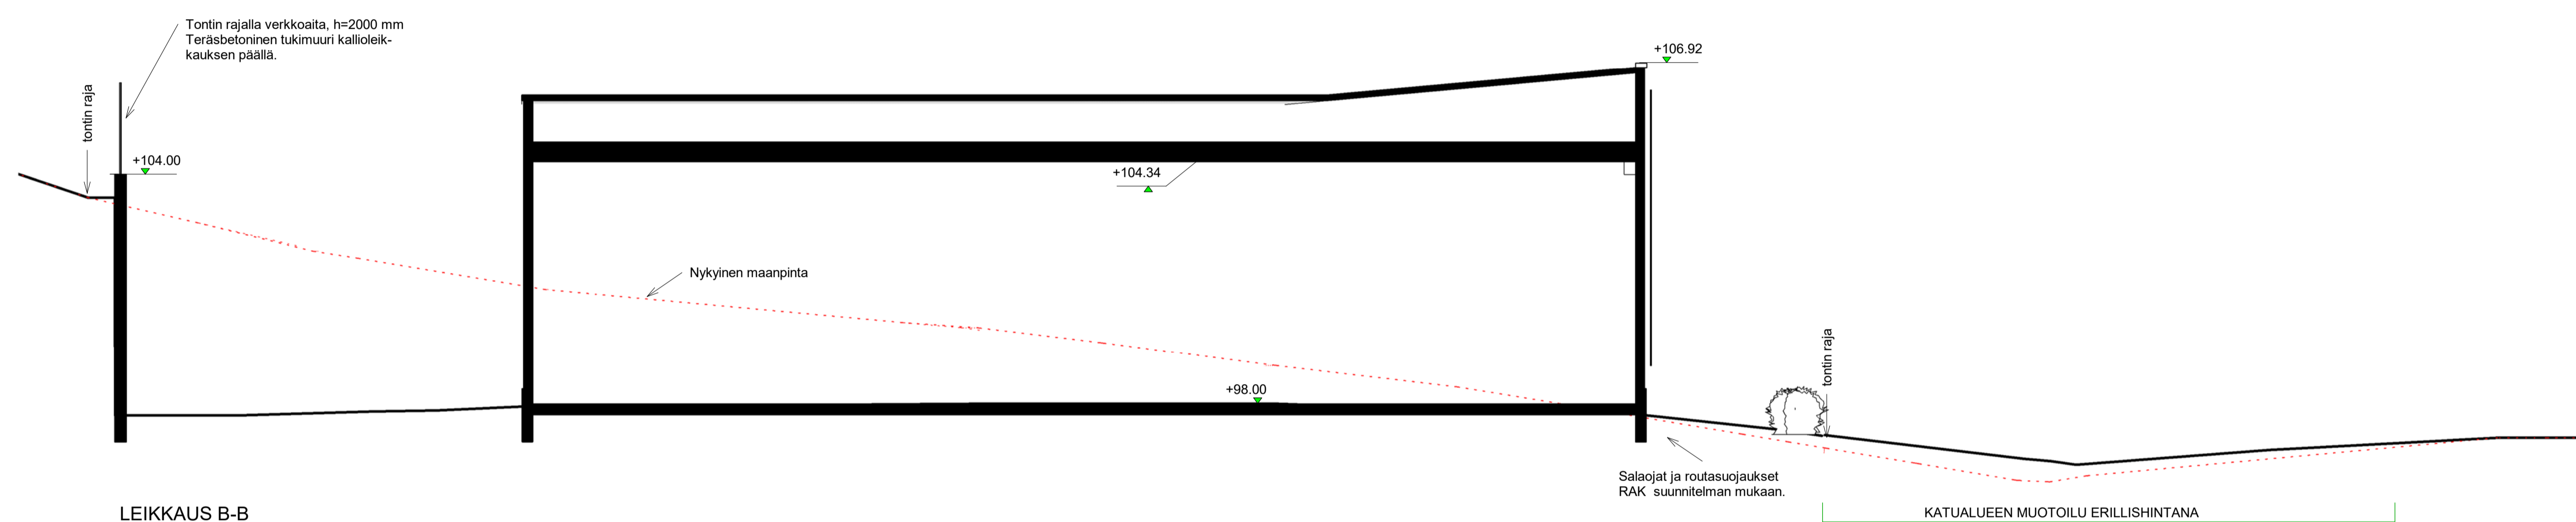 Tontin rajalla verkkoaita, h=2000 mm
Teräsbetoninen tukimuuri kallioleik-
kauksen päällä.
tontin raja
+104.00
+106.92
+104.34
Nykyinen maanpinta
+98.00
tontin raja
Salaojat ja routasuojaukset
RAK suunnitelman mukaan.
LEIKKAUS B-B
KATUALUEEN MUOTOILU ERILLISHINTANA